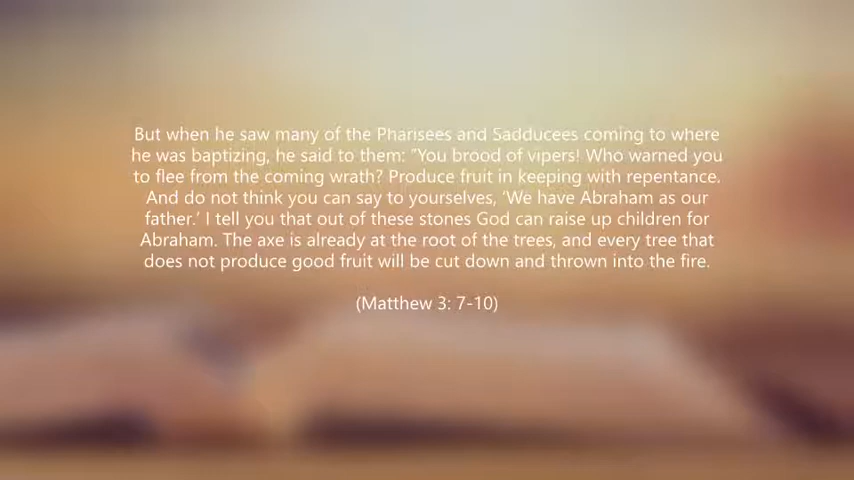 But when he saw many of the Pharisees and Sadducees coming to where
he was baptizing, he said to them: "You brood of vipers! Who warned you
to flee from the coming wrath? Produce fruit in keeping with repentance.
And do not think you can say to yourselves, ‘We have Abraham as our
father.’ I tell you that out of these stones God can raise up children for
Abraham. The axe is already at the root of the trees, and every tree that
does not produce good fruit will be cut down and thrown into the fire.
(Matthew 3: 7-10)